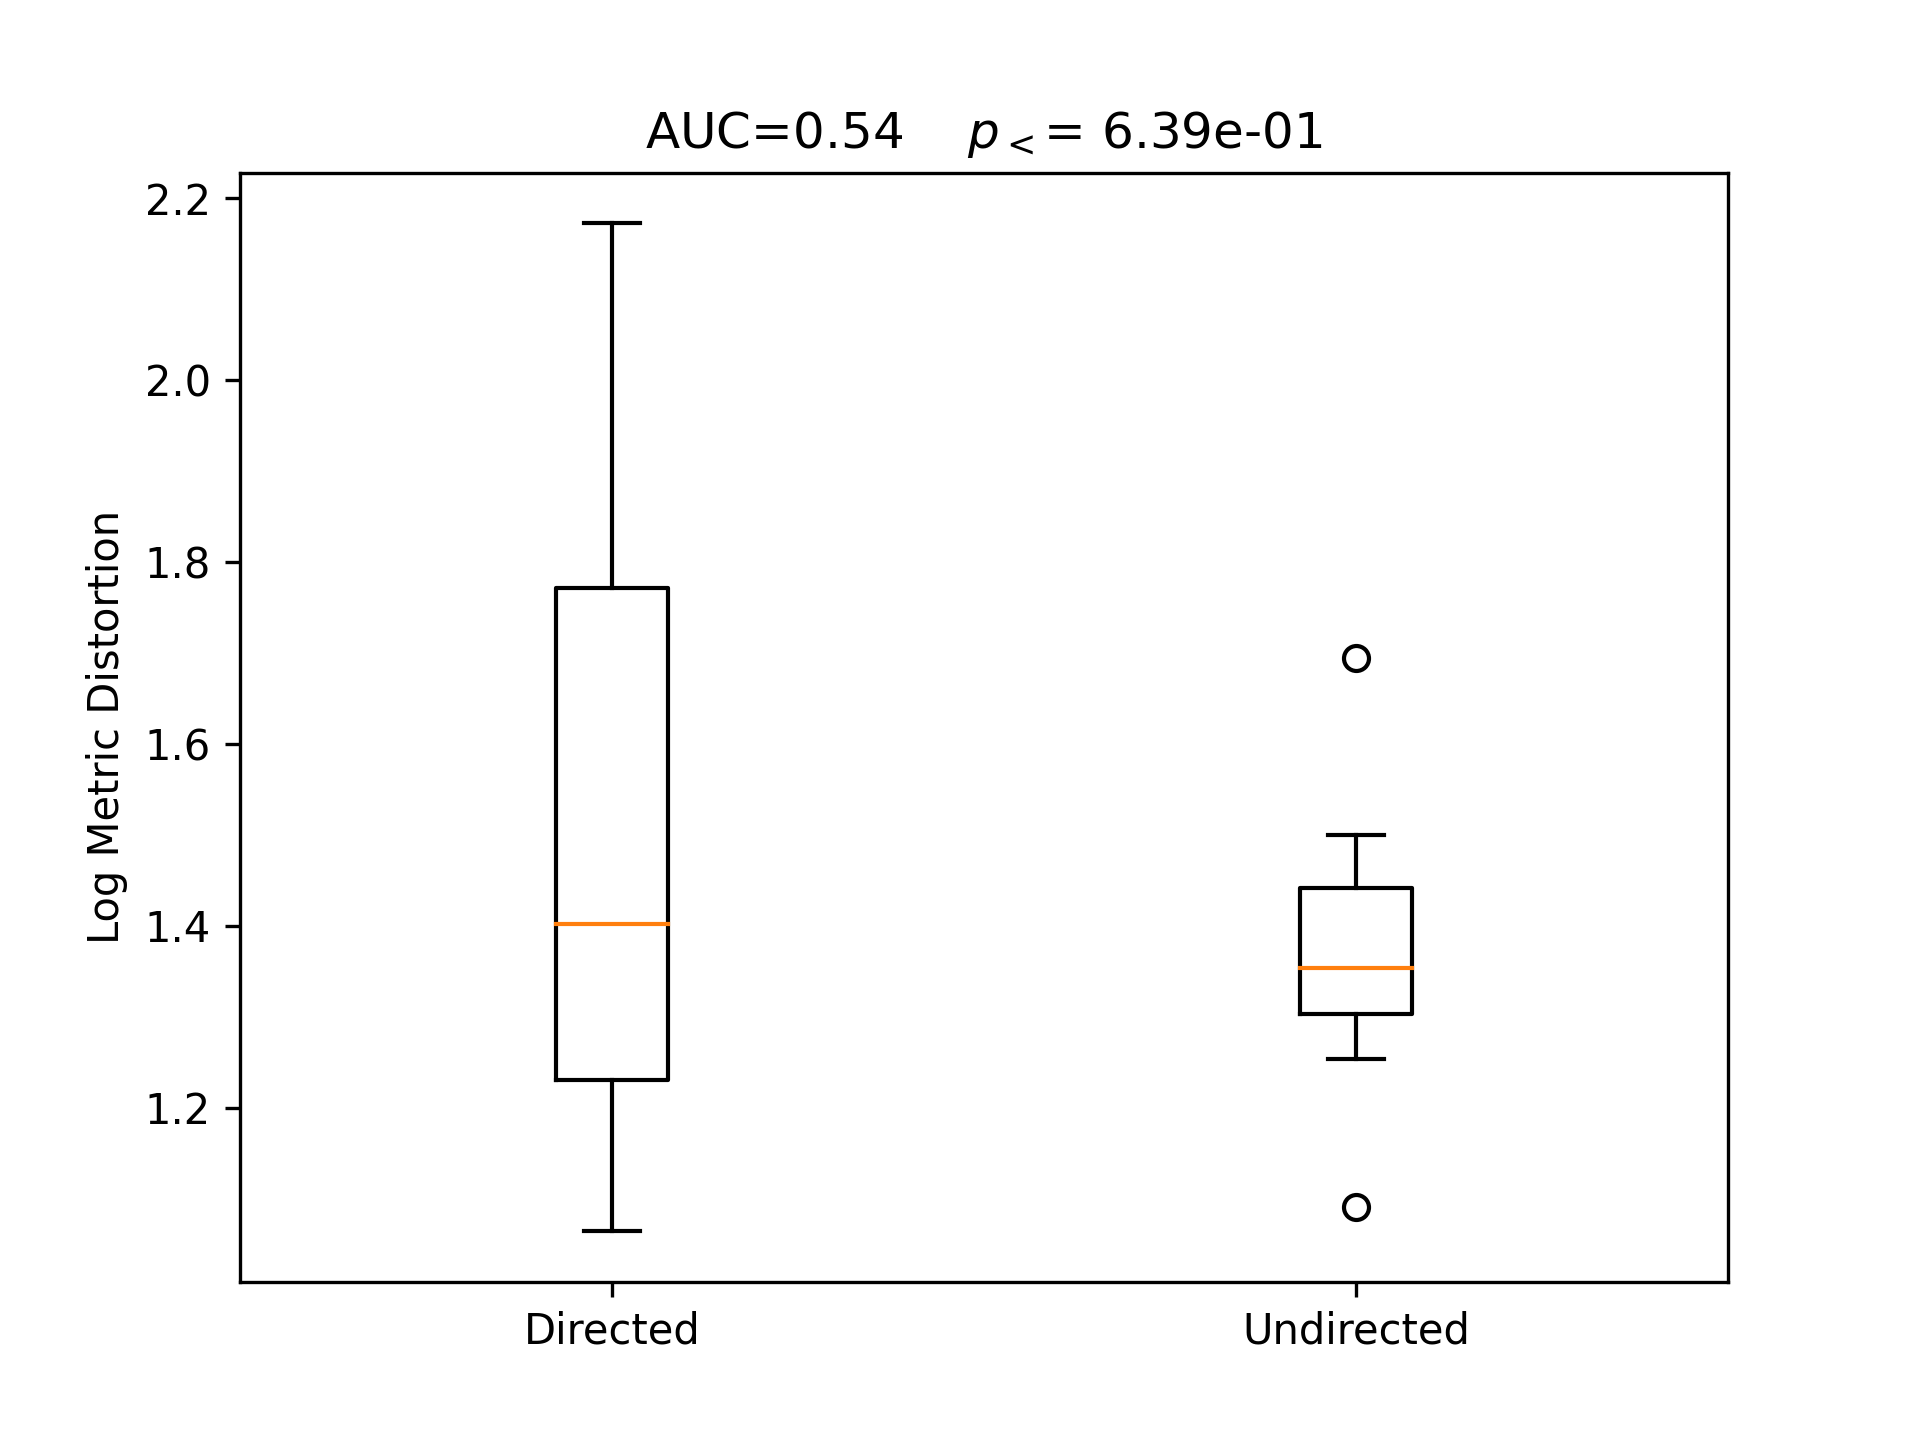 AUC=0.54 p< = 6.39e-01
2.2
2.0
1.8
1.6
1.4
1.2
Log Metric Distortion
Directed
Undirected